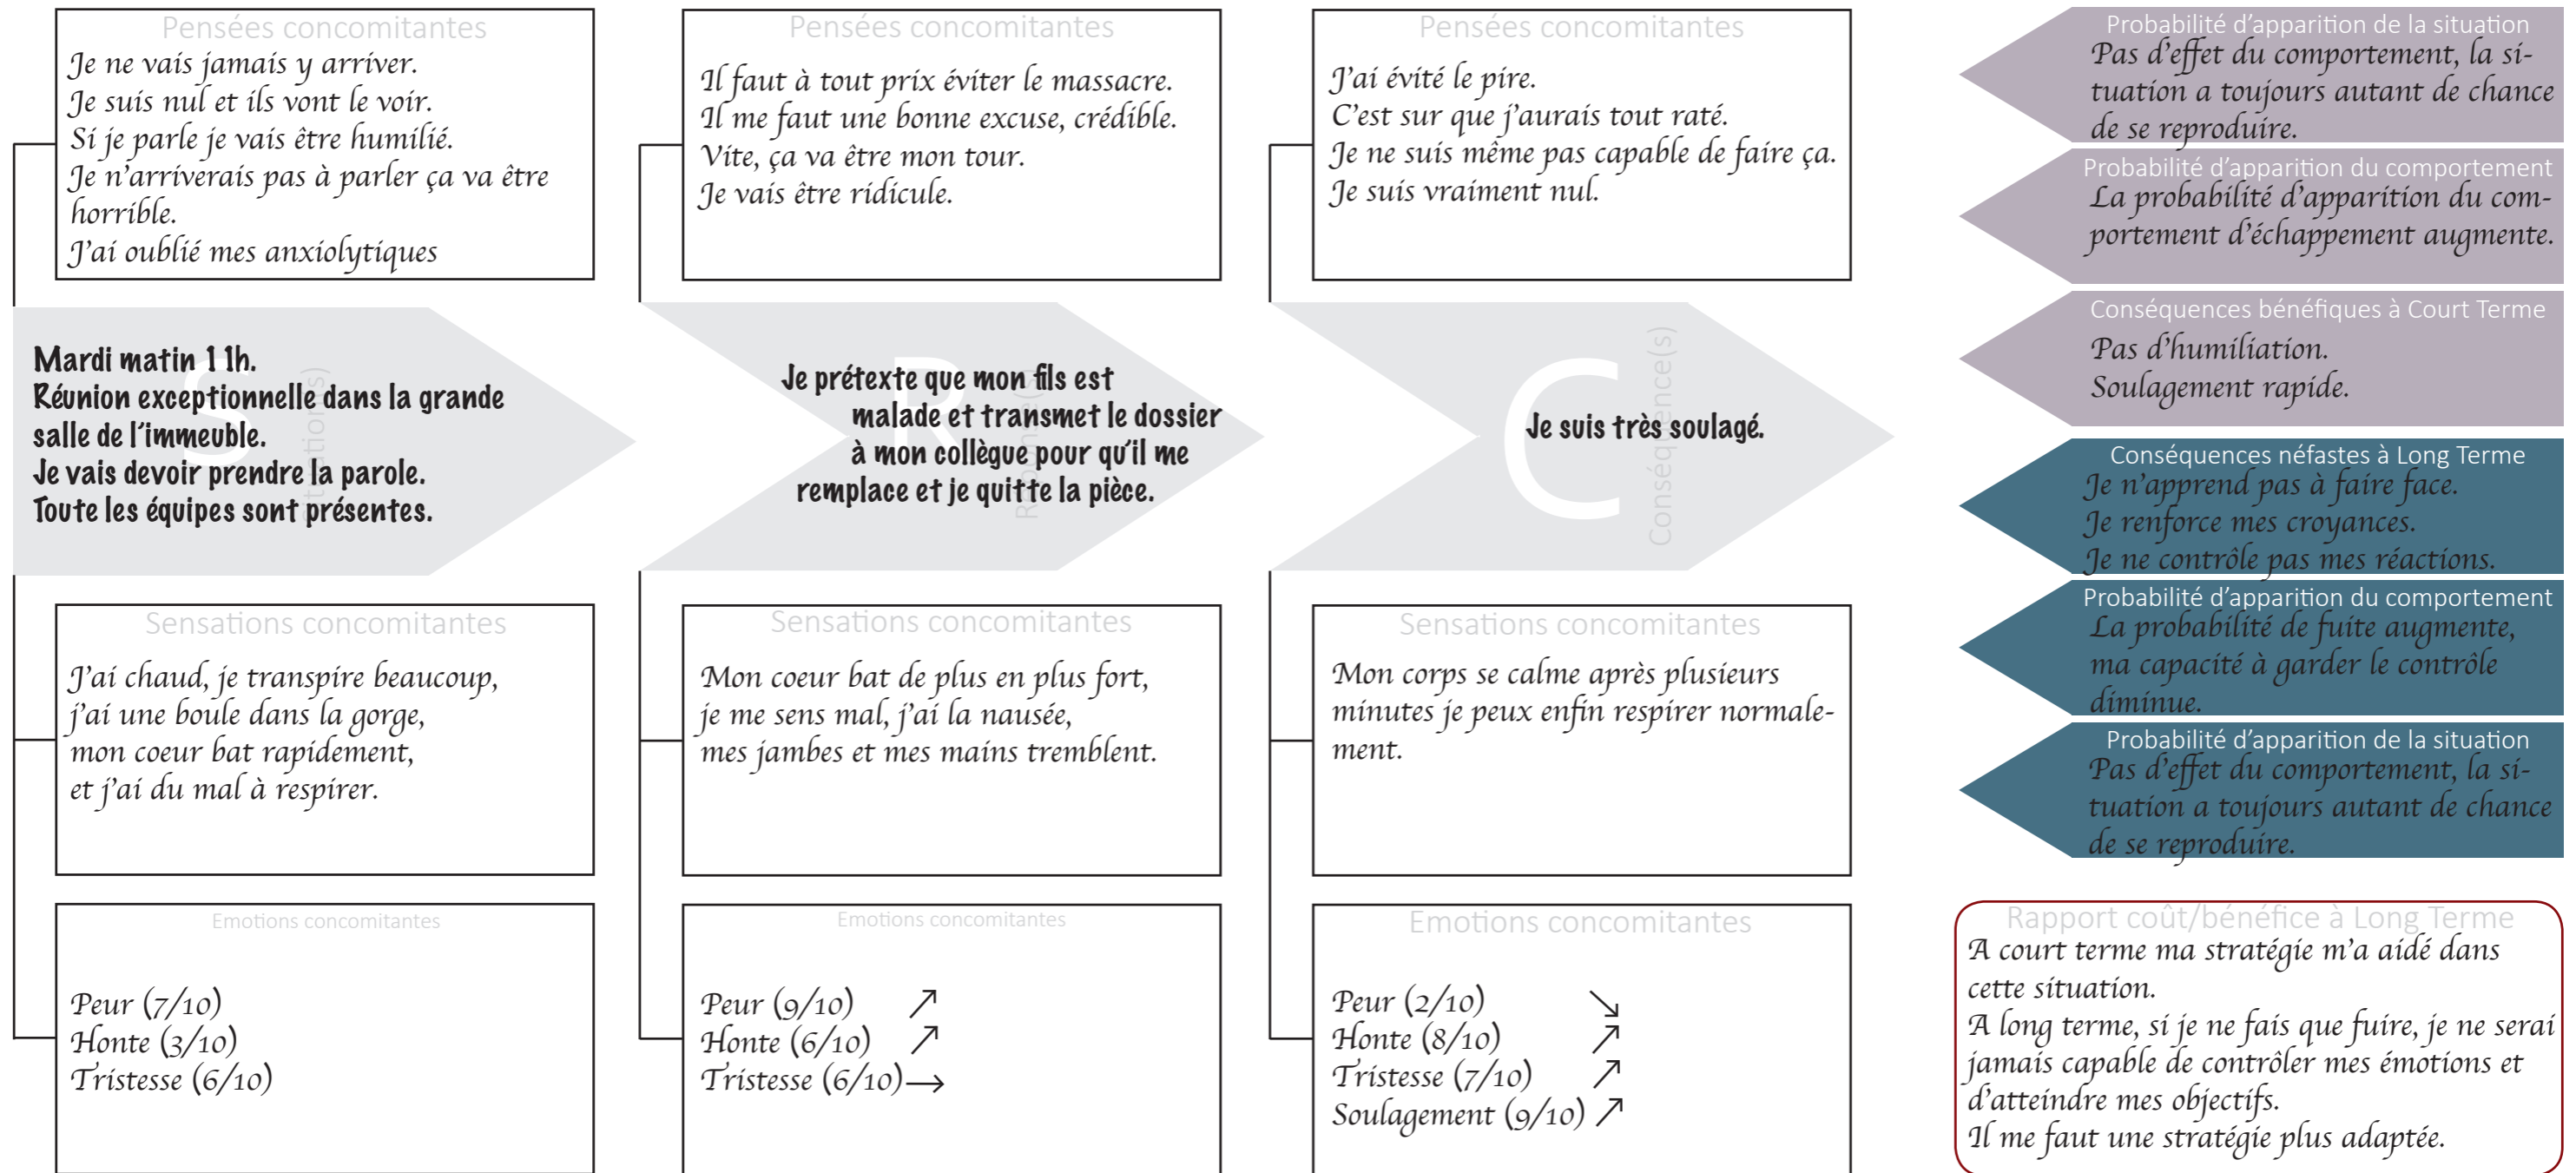 Pensées concomitantes
Je ne vais jamais y arriver.
Je suis nul et ils vont le voir.
Si je parle je vais être humilié.
Je n'arriverais pas à parler ça va être
horrible.
J'ai oublié mes anxiolytiques
S
Situation(s)
Mardi matin 11h.
Réunion exceptionnelle dans la grande
salle de l'immeuble.
Je vais devoir prendre la parole.
Toute les équipes sont présentes.
Sensations concomitantes
J'ai chaud, je transpire beaucoup,
j'ai une boule dans la gorge,
mon coeur bat rapidement,
et j'ai du mal à respirer.
Emotions concomitantes
Peur (7/10)
Honte (3/10)
Tristesse (6/10)
Pensées concomitantes
Il faut à tout prix éviter le massacre.
Il me faut une bonne excuse, crédible.
Vite, ça va être mon tour.
Je vais être ridicule.
R
Réponse(s)
Je prétexte que mon fils est
malade et transmet le dossier
à mon collègue pour qu'il me
remplace et je quitte la pièce.
Sensations concomitantes
Mon coeur bat de plus en plus fort,
je me sens mal, j'ai la nausée,
mes jambes et mes mains tremblent.
Emotions concomitantes
Peur (9/10) ↗
Honte (6/10) ↗
Tristesse (6/10) →
Pensées concomitantes
J'ai évité le pire.
C'est sur que j'aurais tout raté.
Je ne suis même pas capable de faire ça.
Je suis vraiment nul.
C
Conséquence(s)
Je suis très soulagé.
Sensations concomitantes
Mon corps se calme après plusieurs
minutes je peux enfin respirer normale-
ment.
Emotions concomitantes
Peur (2/10) ↘
Honte (8/10) ↗
Tristesse (7/10) ↗
Soulagement (9/10) ↗
Probabilité d'apparition de la situation
Pas d'effet du comportement, la si-
tuation a toujours autant de chance
de se reproduire.
Probabilité d'apparition du comportement
La probabilité d'apparition du com-
portement d'échappement augmente.
Conséquences bénéfiques à Court Terme
Pas d'humiliation.
Soulagement rapide.
Conséquences néfastes à Long Terme
Je n'apprend pas à faire face.
Je renforce mes croyances.
Je ne contrôle pas mes réactions.
Probabilité d'apparition du comportement
La probabilité de fuite augmente,
ma capacité à garder le contrôle
diminue.
Probabilité d'apparition de la situation
Pas d'effet du comportement, la si-
tuation a toujours autant de chance
de se reproduire.
Rapport coût/bénéfice à Long Terme
A court terme ma stratégie m'a aidé dans
cette situation.
A long terme, si je ne fais que fuire, je ne serai
jamais capable de contrôler mes émotions et
d'atteindre mes objectifs.
Il me faut une stratégie plus adaptée.